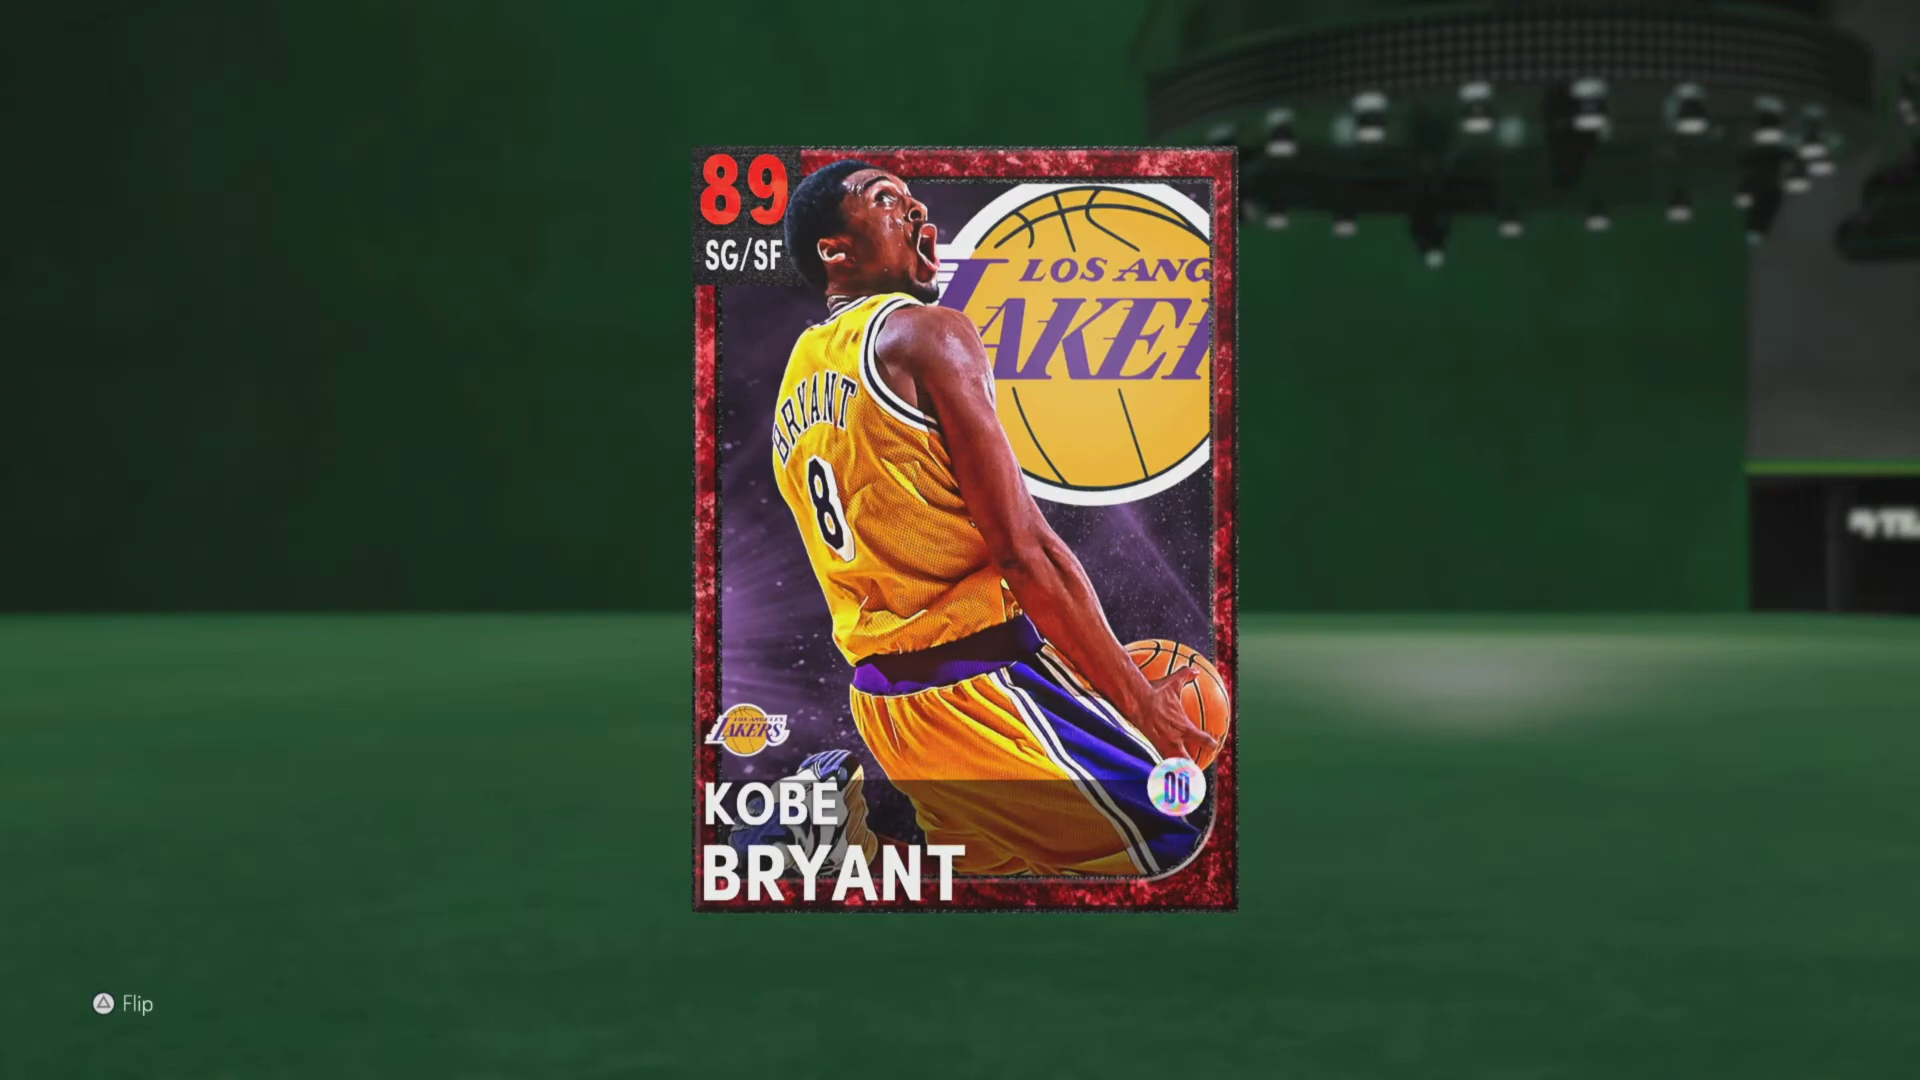 89
SG/SF
LOS ANG
LAKER
BRYANT
8
LOS ANGELES
LAKERS
00
KOBE
BRYANT
Flip